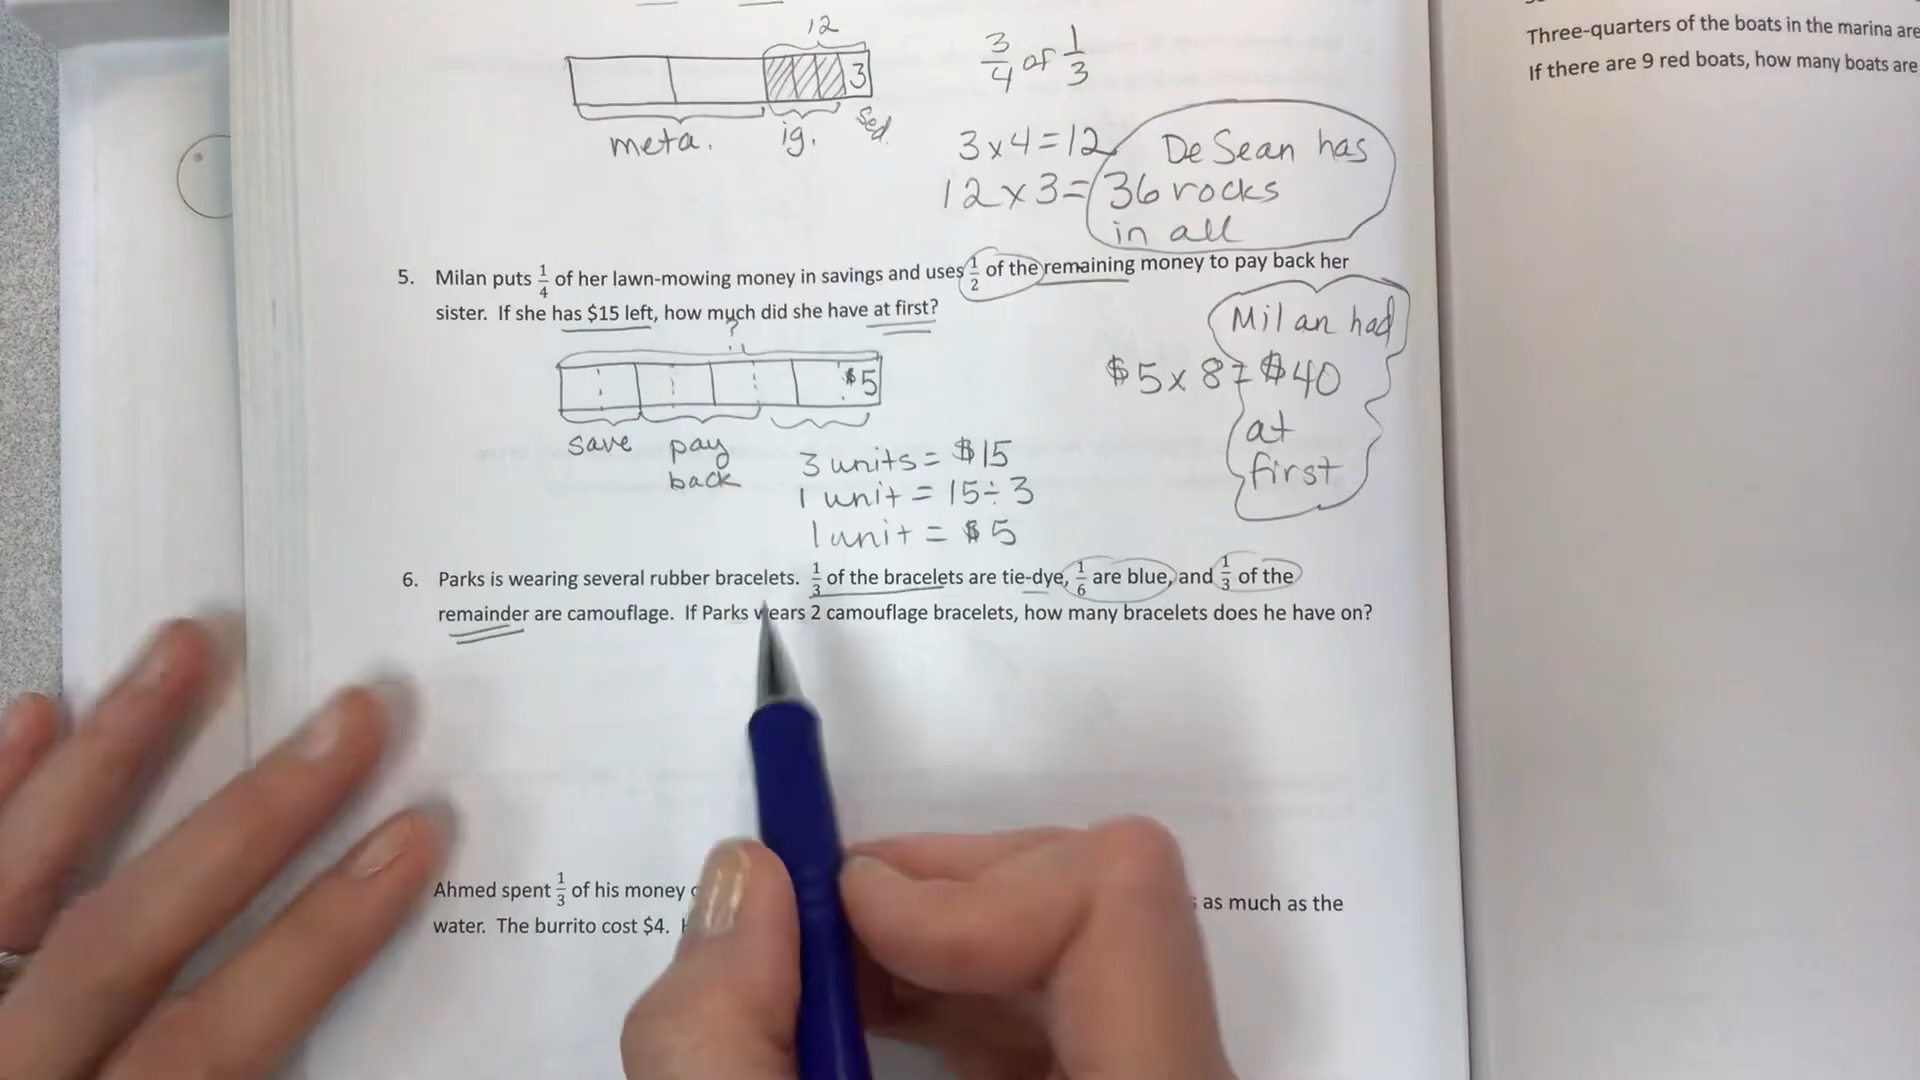 12
3
meta. ig. Sed.
3/4 of 1/3
3 x 4 = 12
12 x 3 = 36 rocks
DeSean has
in all
5. Milan puts 1/4 of her lawn-mowing money in savings and uses 1/2 of the remaining money to pay back her
sister. If she has $15 left, how much did she have at first?
?
$5
save pay
back
3 units = $15
1 unit = 15÷3
1 unit = $5
Milan had
$5 x 8 = $40
at
first
6. Parks is wearing several rubber bracelets. 1/3 of the bracelets are tie-dye, 1/6 are blue, and 1/3 of the
remainder are camouflage. If Parks wears 2 camouflage bracelets, how many bracelets does he have on?
Ahmed spent 1/3 of his money
as much as the
water. The burrito cost $4.
Three-quarters of the boats in the marina are
If there are 9 red boats, how many boats are